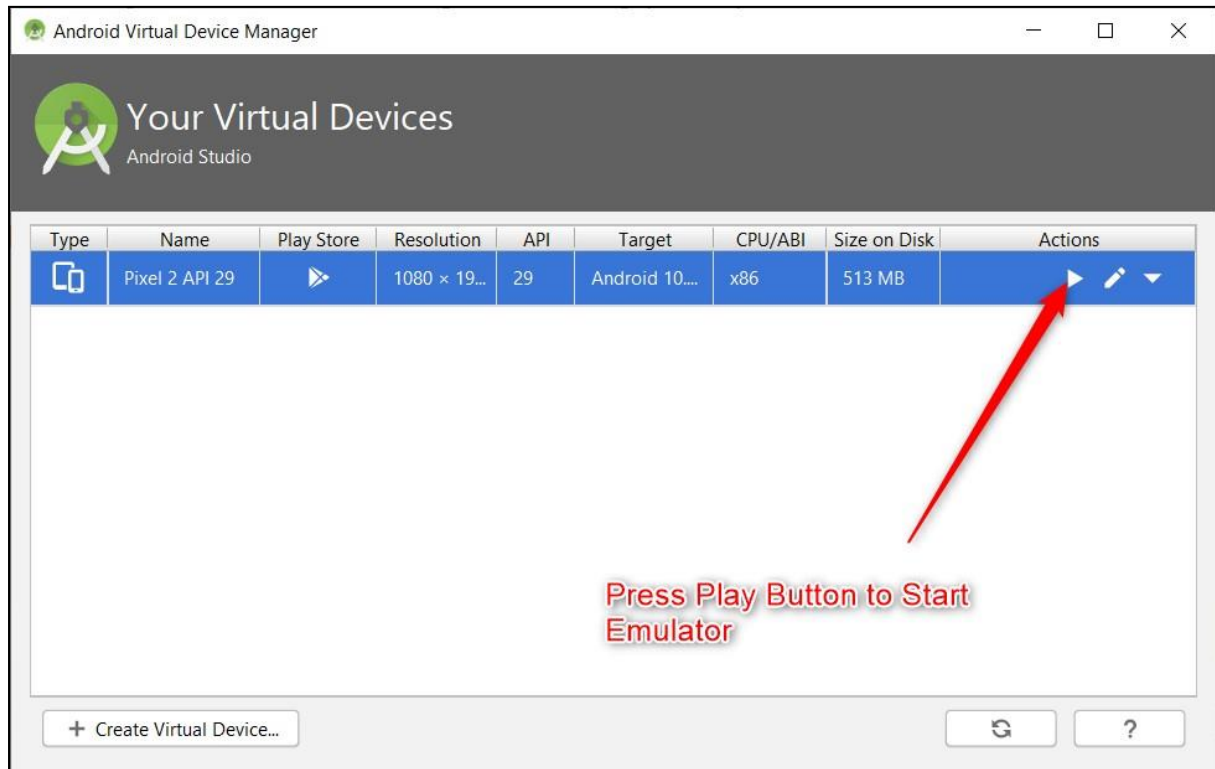 Android Virtual Device Manager
Your Virtual Devices
Android Studio
Type Name Play Store Resolution API Target CPU/ABI Size on Disk Actions
Pixel 2 API 29 1080 × 19... 29 Android 10.... x86 513 MB
Press Play Button to Start
Emulator
+ Create Virtual Device... ?